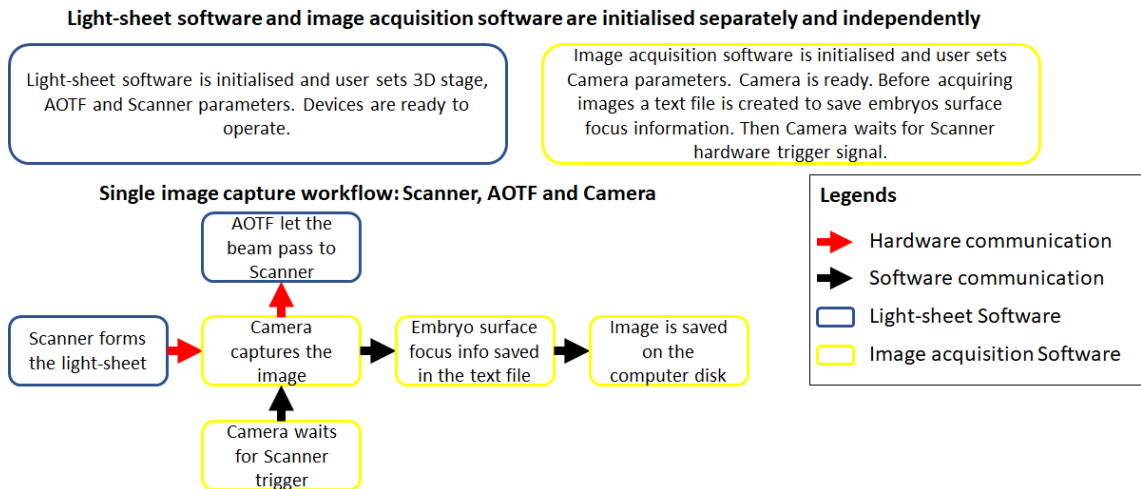 Light-sheet software and image acquisition software are initialised separately and independently
Light-sheet software is initialised and user sets 3D stage,
AOTF and Scanner parameters. Devices are ready to
operate.
Image acquisition software is initialised and user sets
Camera parameters. Camera is ready. Before acquiring
images a text file is created to save embryos surface
focus information. Then Camera waits for Scanner
hardware trigger signal.
Single image capture workflow: Scanner, AOTF and Camera
AOTF let the
beam pass to
Scanner
Scanner forms
the light-sheet
Camera
captures the
image
Embryo surface
focus info saved
in the text file
Image is saved
on the
computer disk
Camera waits
for Scanner
trigger
Legends
Hardware communication
Software communication
Light-sheet Software
Image acquisition Software